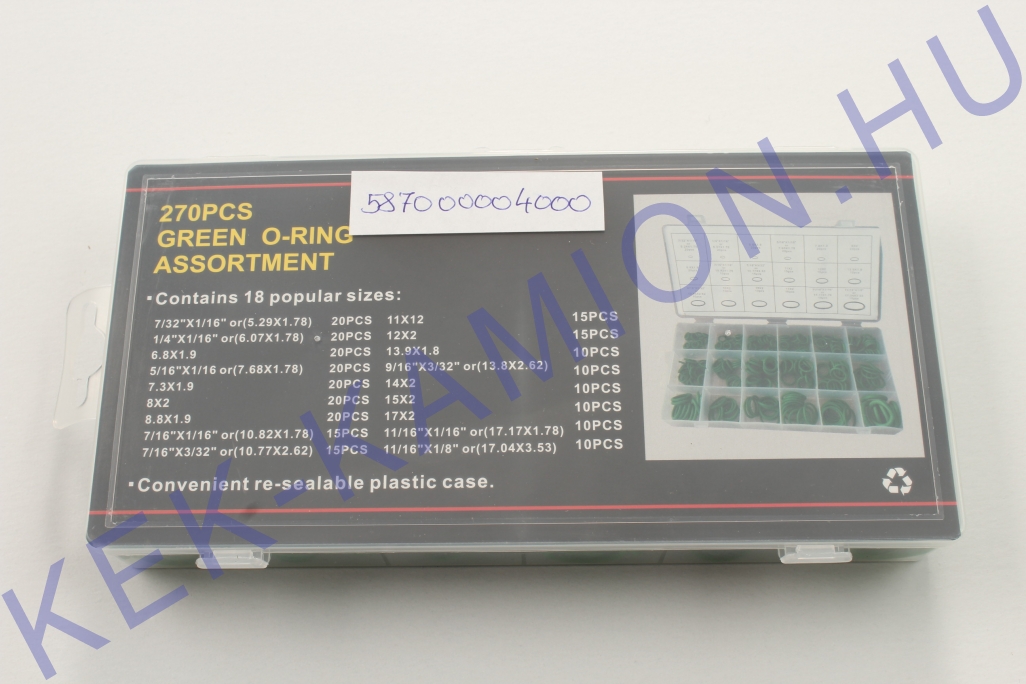 KEK-KAMION.HU
5870 00004000
270PCS
GREEN O-RING
ASSORTMENT
·Contains 18 popular sizes:
7/32"X1/16" or(5.29X1.78) 20PCS 11X12 15PCS
1/4"X1/16" or(6.07X1.78) 20PCS 12X2 15PCS
6.8X1.9 20PCS 13.9X1.8 10PCS
5/16"X1/16 or(7.68X1.78) 20PCS 9/16"X3/32" or(13.8X2.62) 10PCS
7.3X1.9 20PCS 14X2 10PCS
8X2 20PCS 15X2 10PCS
8.8X1.9 20PCS 17X2
7/16"X1/16" or(10.82X1.78) 15PCS 11/16"X1/16" or(17.17X1.78) 10PCS
7/16"X3/32" or(10.77X2.62) 15PCS 11/16"X1/8" or(17.04X3.53) 10PCS
·Convenient re-sealable plastic case.